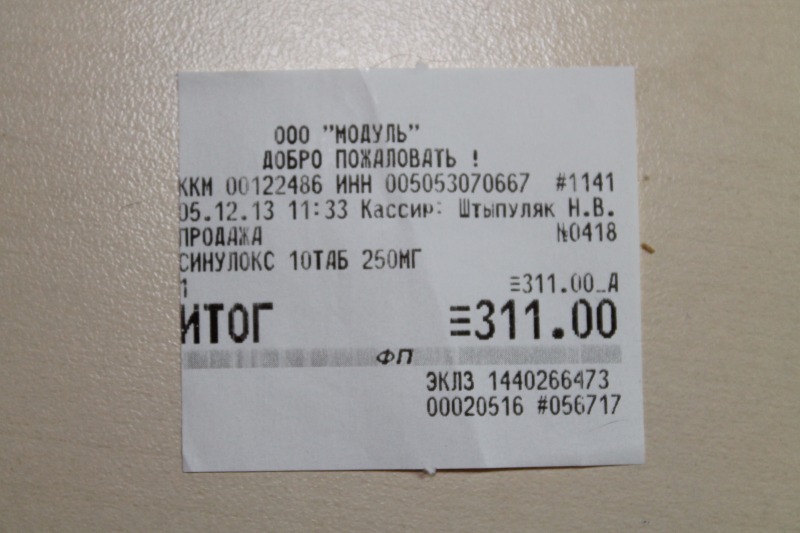 ООО "МОДУЛЬ"
ДОБРО ПОЖАЛОВАТЬ !
ККМ 00122486 ИНН 005053070667 #1141
05.12.13 11:33 Кассир: Штыпуляк Н.В.
ПРОДАЖА №0418
СИНУЛОКС 10ТАБ 250МГ
1 ≡311.00_А
ИТОГ ≡311.00
ФП
ЭКЛЗ 1440266473
00020516 #056717